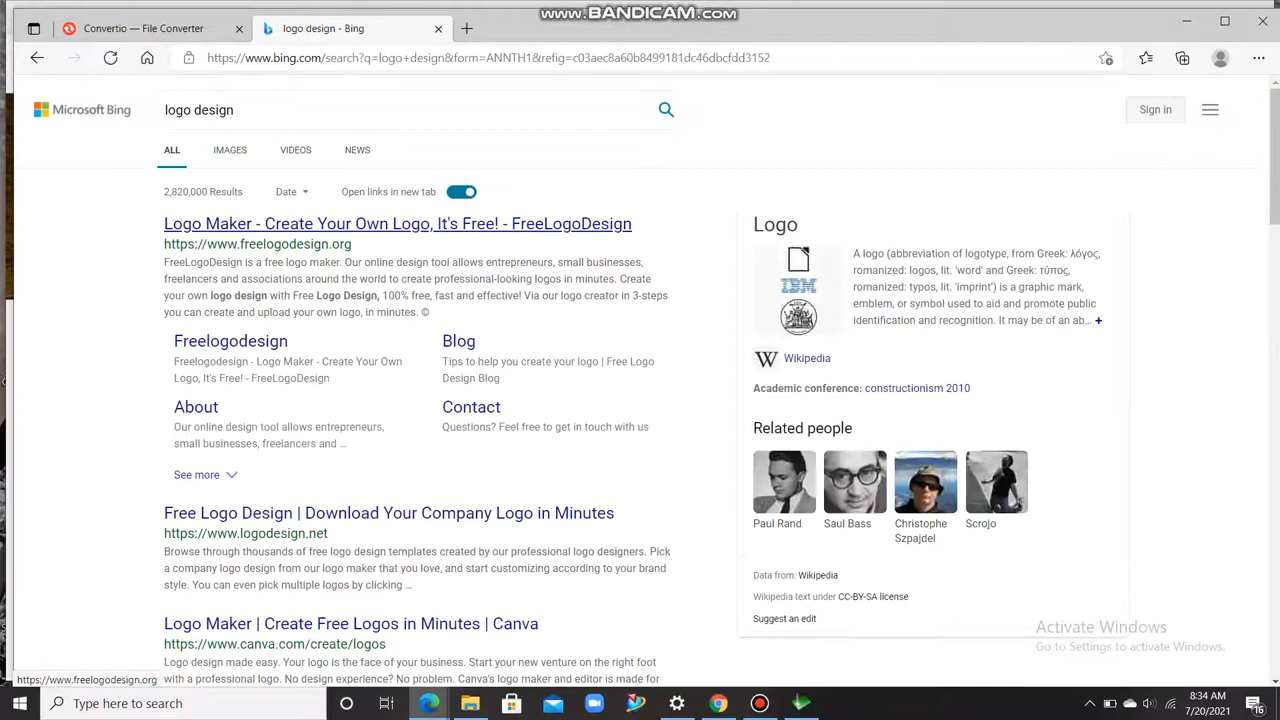 www.BANDICAM.com
Convertio — File Converter
logo design - Bing
https://www.bing.com/search?q=logo+design&form=ANNTH1&refig=c03aec8a60b8499181dc46dbcfdd3152
Microsoft Bing
logo design
Sign in
ALL
IMAGES
VIDEOS
NEWS
2,820,000 Results
Date
Open links in new tab
Logo Maker - Create Your Own Logo, It's Free! - FreeLogoDesign
https://www.freelogodesign.org
FreeLogoDesign is a free logo maker. Our online design tool allows entrepreneurs, small businesses,
freelancers and associations around the world to create professional-looking logos in minutes. Create
your own logo design with Free Logo Design, 100% free, fast and effective! Via our logo creator in 3-steps
you can create and upload your own logo, in minutes. ©
Freelogodesign
Freelogodesign - Logo Maker - Create Your Own
Logo, It's Free! - FreeLogoDesign
Blog
Tips to help you create your logo | Free Logo
Design Blog
About
Our online design tool allows entrepreneurs,
small businesses, freelancers and ...
Contact
Questions? Feel free to get in touch with us
See more
Free Logo Design | Download Your Company Logo in Minutes
https://www.logodesign.net
Browse through thousands of free logo design templates created by our professional logo designers. Pick
a company logo design from our logo maker that you love, and start customizing according to your brand
style. You can even pick multiple logos by clicking ...
Logo Maker | Create Free Logos in Minutes | Canva
https://www.canva.com/create/logos
Logo design made easy. Your logo is the face of your business. Start your new venture on the right foot
with a professional logo. No design experience? No problem. Canva's logo maker and editor is made for
Logo
IBM
A logo (abbreviation of logotype, from Greek: λόγος,
romanized: logos, lit. 'word' and Greek: τύπος,
romanized: typos, lit. 'imprint') is a graphic mark,
emblem, or symbol used to aid and promote public
identification and recognition. It may be of an ab... +
W
Wikipedia
Academic conference: constructionism 2010
Related people
Paul Rand
Saul Bass
Christophe
Szpajdel
Scrojo
Data from: Wikipedia
Wikipedia text under CC-BY-SA license
Suggest an edit
Activate Windows
Go to Settings to activate Windows.
https://www.freelogodesign.org
Type here to search
8:34 AM
7/20/2021
16